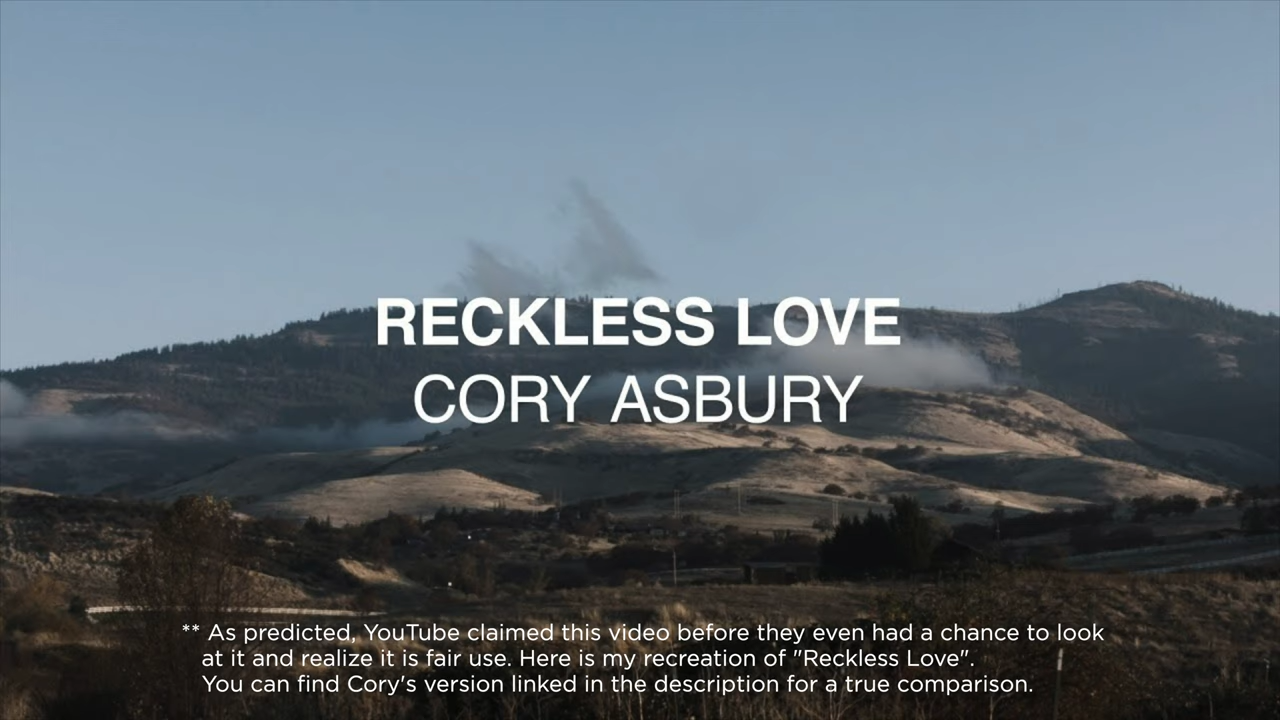 RECKLESS LOVE
CORY ASBURY
** As predicted, YouTube claimed this video before they even had a chance to look
at it and realize it is fair use. Here is my recreation of "Reckless Love".
You can find Cory's version linked in the description for a true comparison.